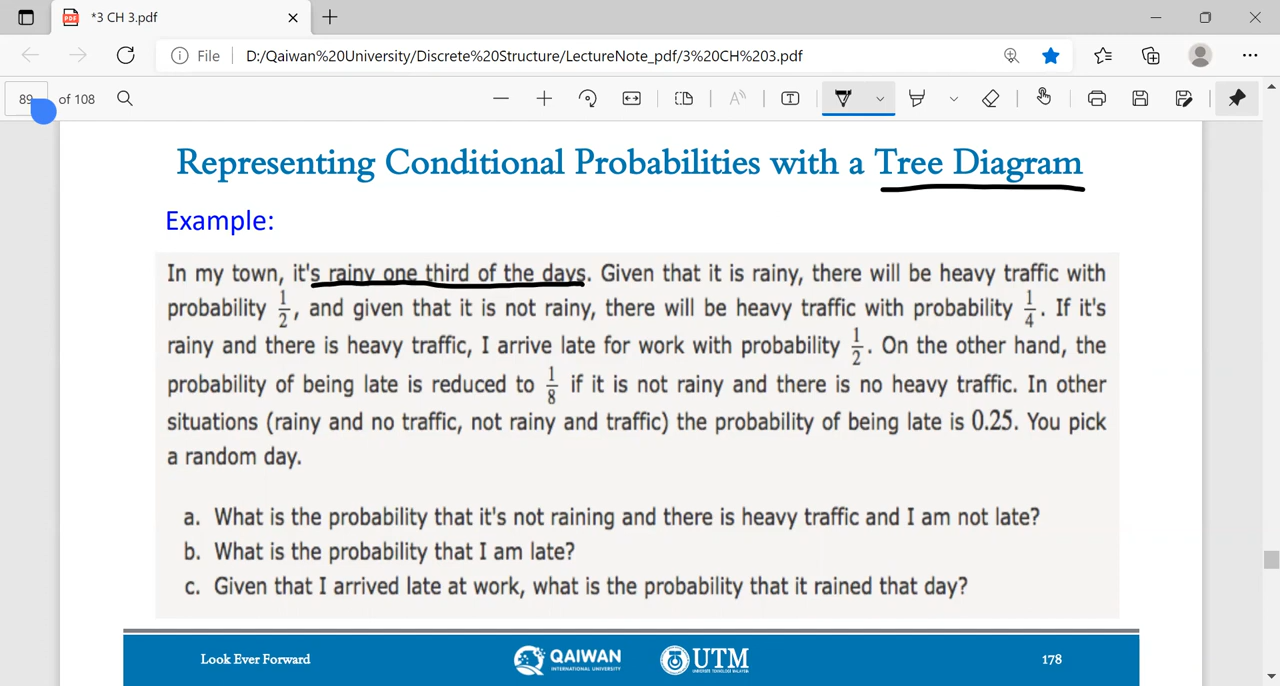 *3 CH 3.pdf
File D:/Qaiwan%20University/Discrete%20Structure/LectureNote_pdf/3%20CH%203.pdf
89 of 108
Representing Conditional Probabilities with a Tree Diagram
Example:
In my town, it's rainy one third of the days. Given that it is rainy, there will be heavy traffic with
probability 1/2, and given that it is not rainy, there will be heavy traffic with probability 1/4. If it's
rainy and there is heavy traffic, I arrive late for work with probability 1/2. On the other hand, the
probability of being late is reduced to 1/8 if it is not rainy and there is no heavy traffic. In other
situations (rainy and no traffic, not rainy and traffic) the probability of being late is 0.25. You pick
a random day.
a. What is the probability that it's not raining and there is heavy traffic and I am not late?
b. What is the probability that I am late?
c. Given that I arrived late at work, what is the probability that it rained that day?
Look Ever Forward QAIWAN INTERNATIONAL UNIVERSITY UTM UNIVERSITI TEKNOLOGI MALAYSIA 178